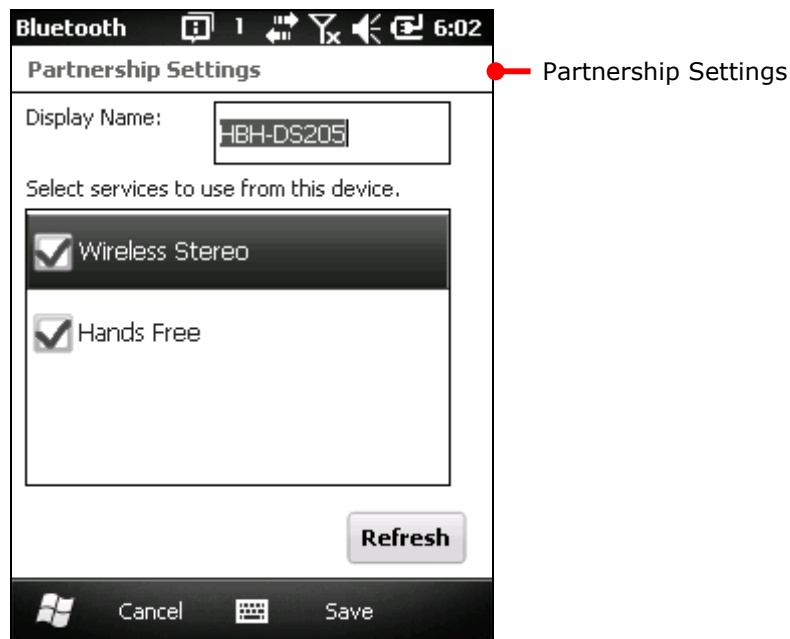 Bluetooth 1 6:02
Partnership Settings
Partnership Settings
Display Name:
HBH-DS205
Select services to use from this device.
Wireless Stereo
Hands Free
Refresh
Cancel Save